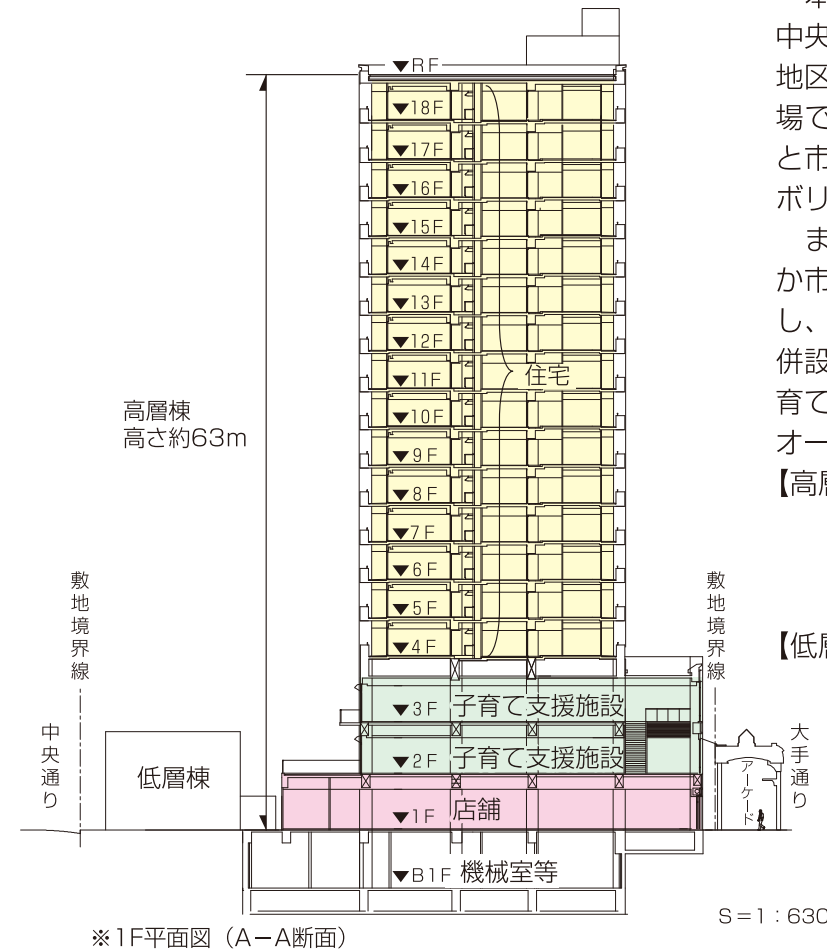 中央
地区
場で
と市
ボリ
ま
か市
し、
併設
育て
オー
【高層
【低層
▼RF
▼18F
▼17F
▼16F
▼15F
▼14F
▼13F
▼12F
▼11F
▼10F
▼9F
▼8F
▼7F
▼6F
▼5F
▼4F
住宅
高層棟
高さ約63m
敷地境界線
敷地境界線
▼3F 子育て支援施設
▼2F 子育て支援施設
▼1F 店舗
▼B1F 機械室等
中央通り
低層棟
アーケード
大手通り
S=1:630
※1F平面図（A−A断面）